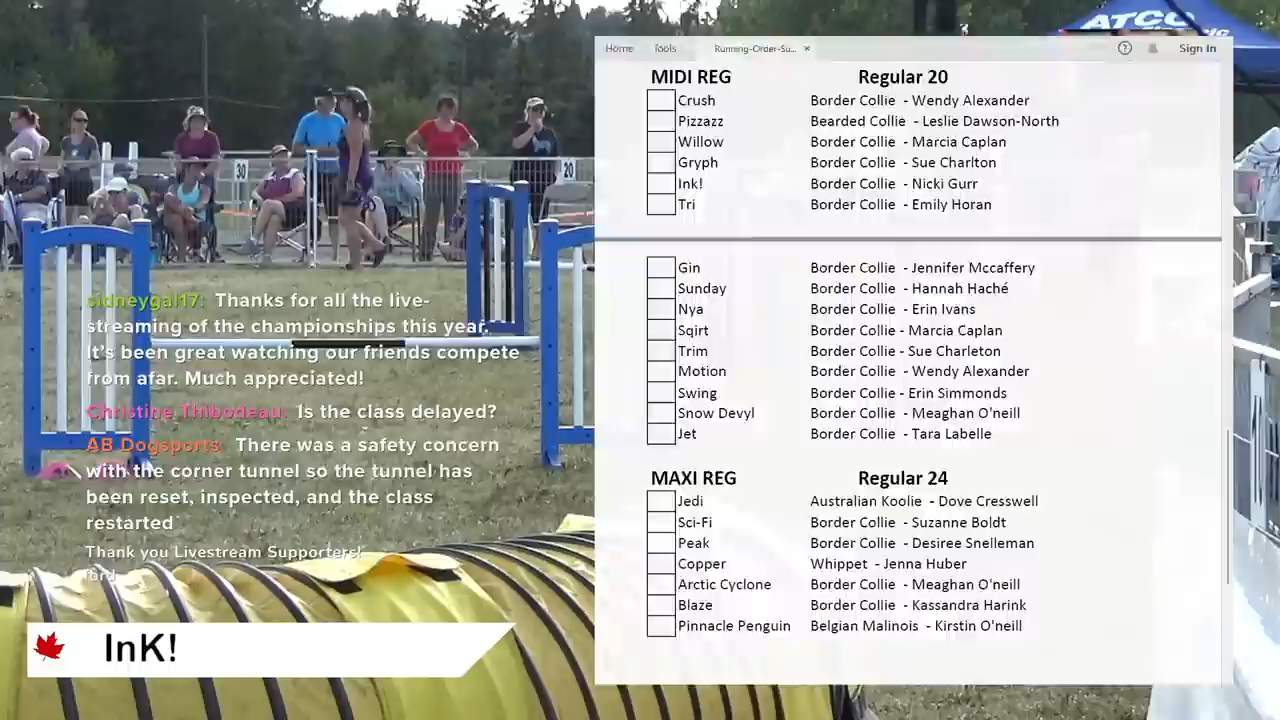 ATCO
Home Tools Running-Order-Su... × ? Sign In
MIDI REG Regular 20
Crush Border Collie - Wendy Alexander
Pizzazz Bearded Collie - Leslie Dawson-North
Willow Border Collie - Marcia Caplan
Gryph Border Collie - Sue Charlton
Ink! Border Collie - Nicki Gurr
Tri Border Collie - Emily Horan
Gin Border Collie - Jennifer Mccaffery
Sunday Border Collie - Hannah Haché
Nya Border Collie - Erin Ivans
Sqirt Border Collie - Marcia Caplan
Trim Border Collie - Sue Charleton
Motion Border Collie - Wendy Alexander
Swing Border Collie - Erin Simmonds
Snow Devyl Border Collie - Meaghan O'neill
Jet Border Collie - Tara Labelle
MAXI REG Regular 24
Jedi Australian Koolie - Dove Cresswell
Sci-Fi Border Collie - Suzanne Boldt
Peak Border Collie - Desiree Snelleman
Copper Whippet - Jenna Huber
Arctic Cyclone Border Collie - Meaghan O'neill
Blaze Border Collie - Kassandra Harink
Pinnacle Penguin Belgian Malinois - Kirstin O'neill
30
20
sidneygal17: Thanks for all the live-
streaming of the championships this year.
It's been great watching our friends compete
from afar. Much appreciated!
Christine Thibodeau: Is the class delayed?
AB Dogsports: There was a safety concern
with the corner tunnel so the tunnel has
been reset, inspected, and the class
restarted
Thank you Livestream Supporters!
InK!